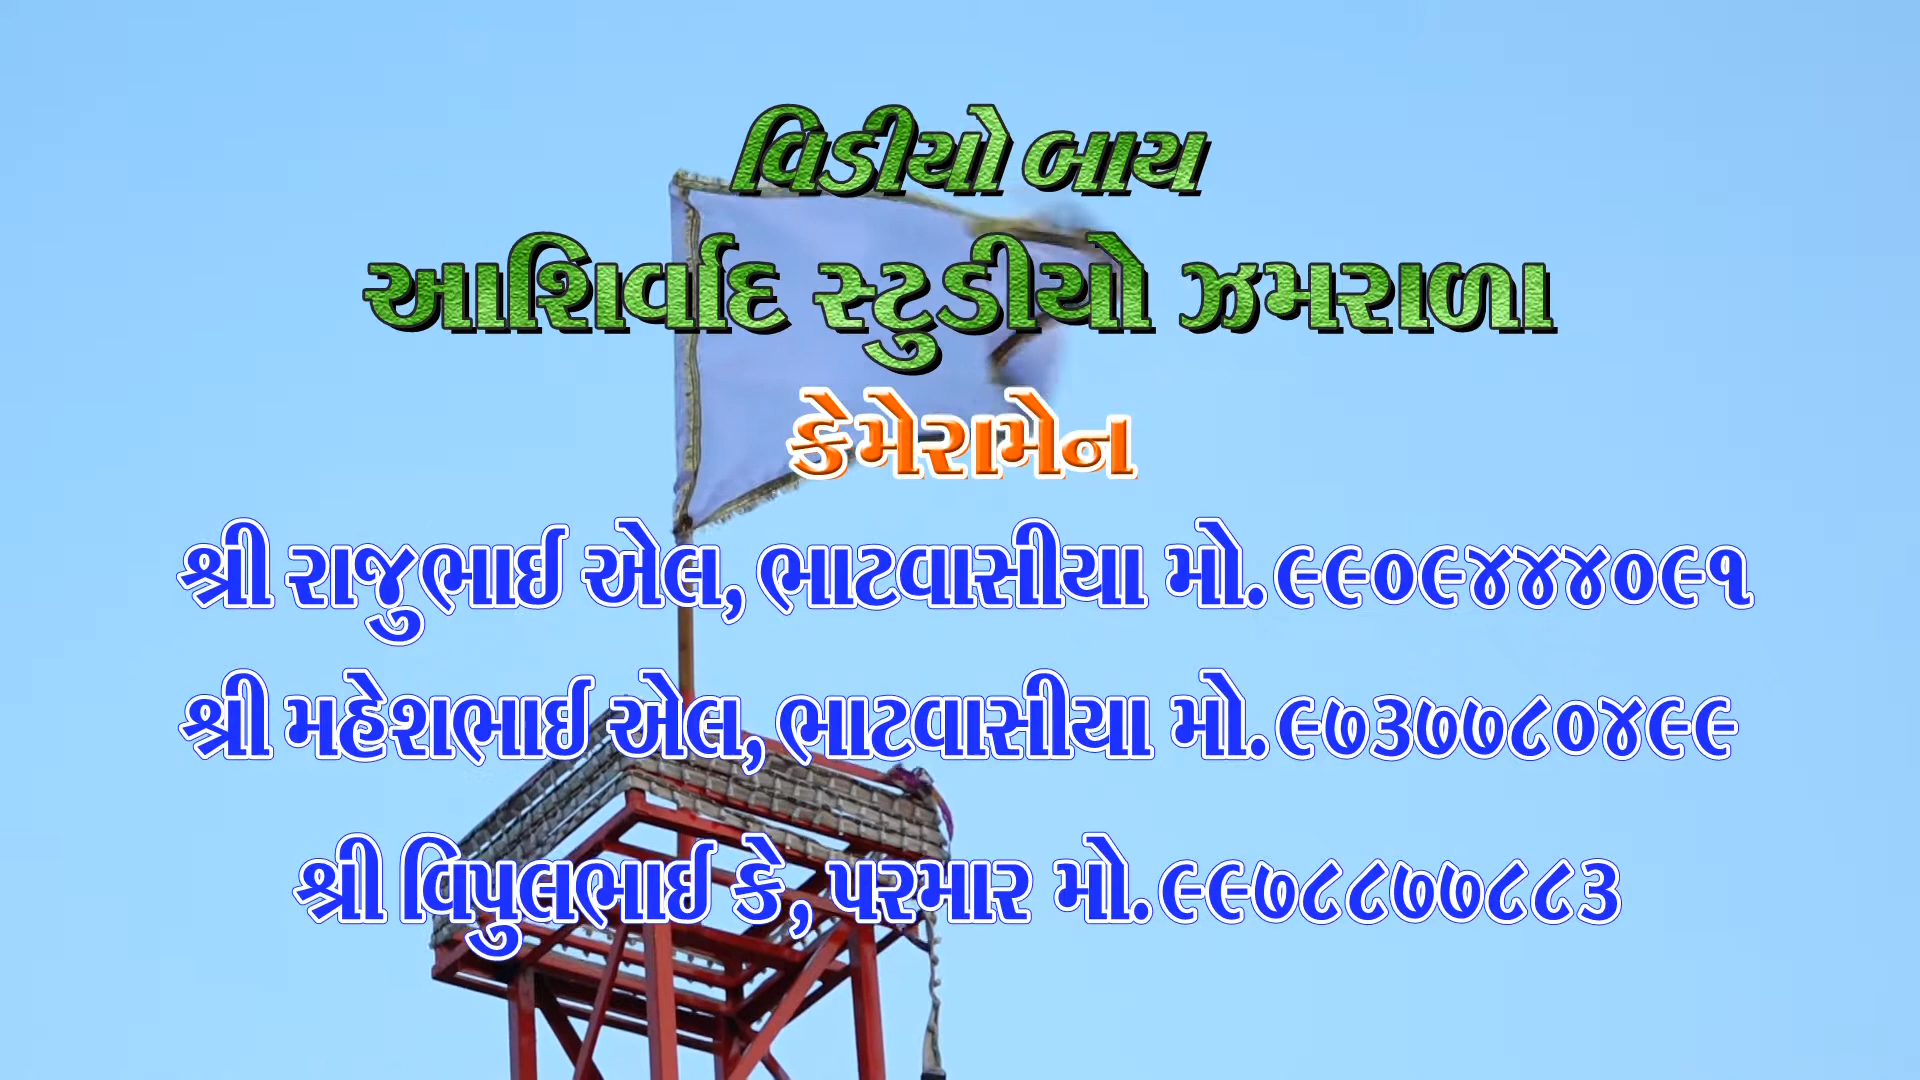 વિડીયો બાય
આશિર્વાદ સ્ટુડીયો ઝમરાળા
કેમેરામેન
શ્રી રાજુભાઈ એલ, ભાટવાસીયા મો.૯૯૦૯૪૪૪૦૯૧
શ્રી મહેશભાઈ એલ, ભાટવાસીયા મો.૯૭૩૭૭૮૦૪૯૯
શ્રી વિપુલભાઈ કે, પરમાર મો.૯૯૭૮૮૭૭૮૮૩